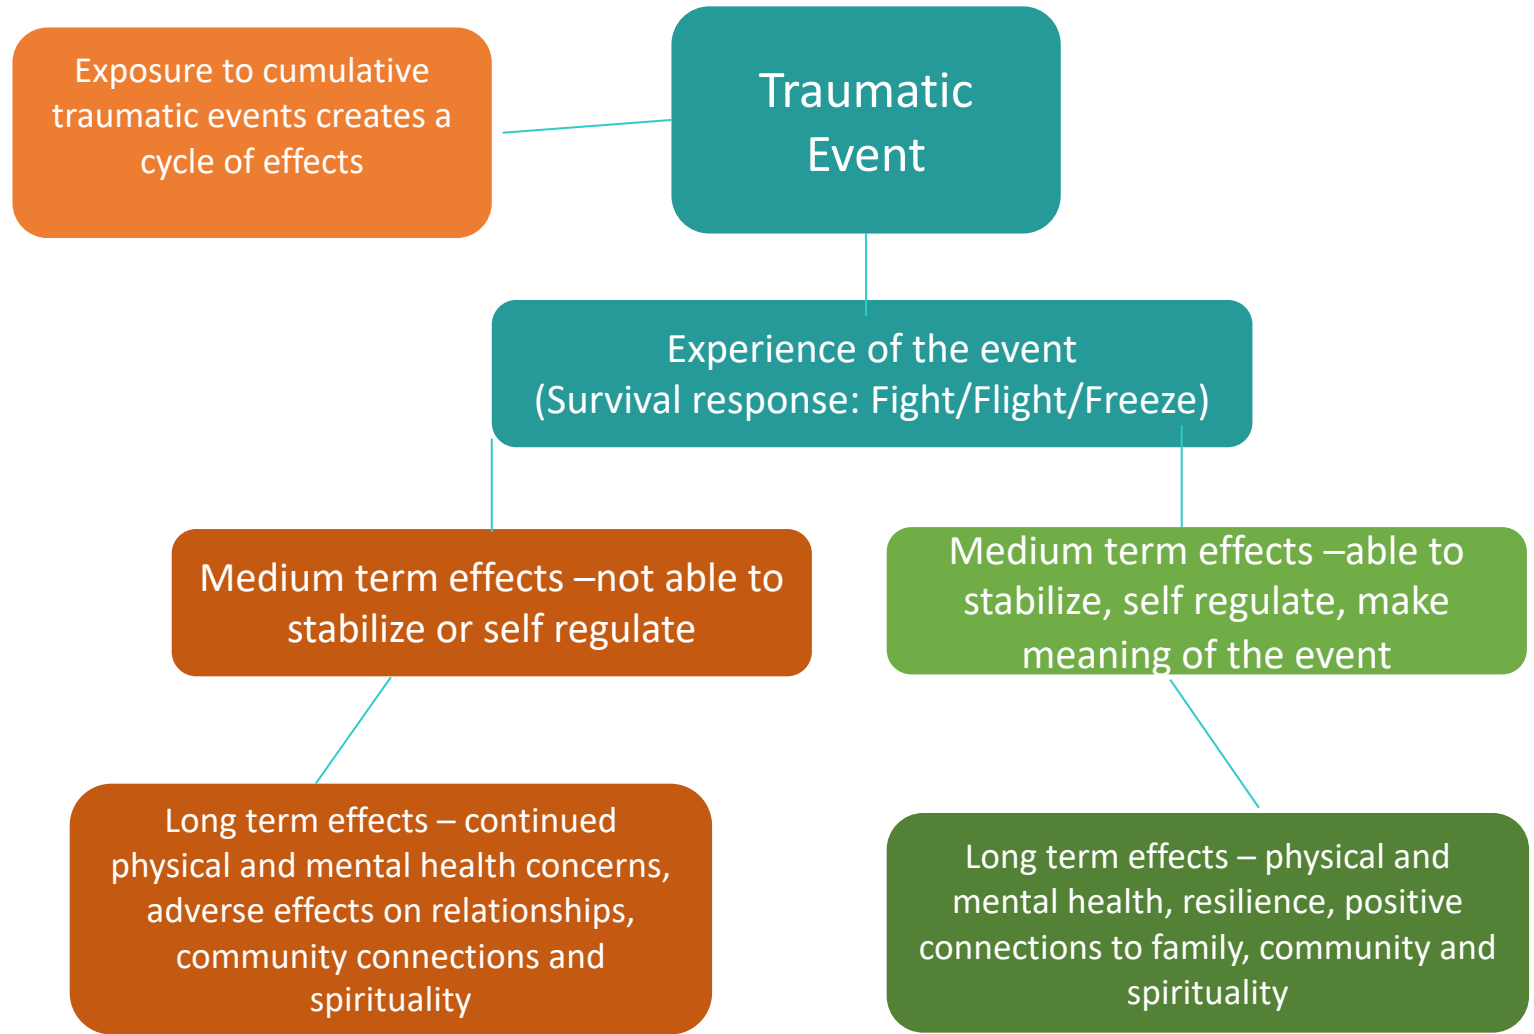 Exposure to cumulative
traumatic events creates a
cycle of effects
Traumatic
Event
Experience of the event
(Survival response: Fight/Flight/Freeze)
Medium term effects –not able to
stabilize or self regulate
Medium term effects –able to
stabilize, self regulate, make
meaning of the event
Long term effects – continued
physical and mental health concerns,
adverse effects on relationships,
community connections and
spirituality
Long term effects – physical and
mental health, resilience, positive
connections to family, community and
spirituality